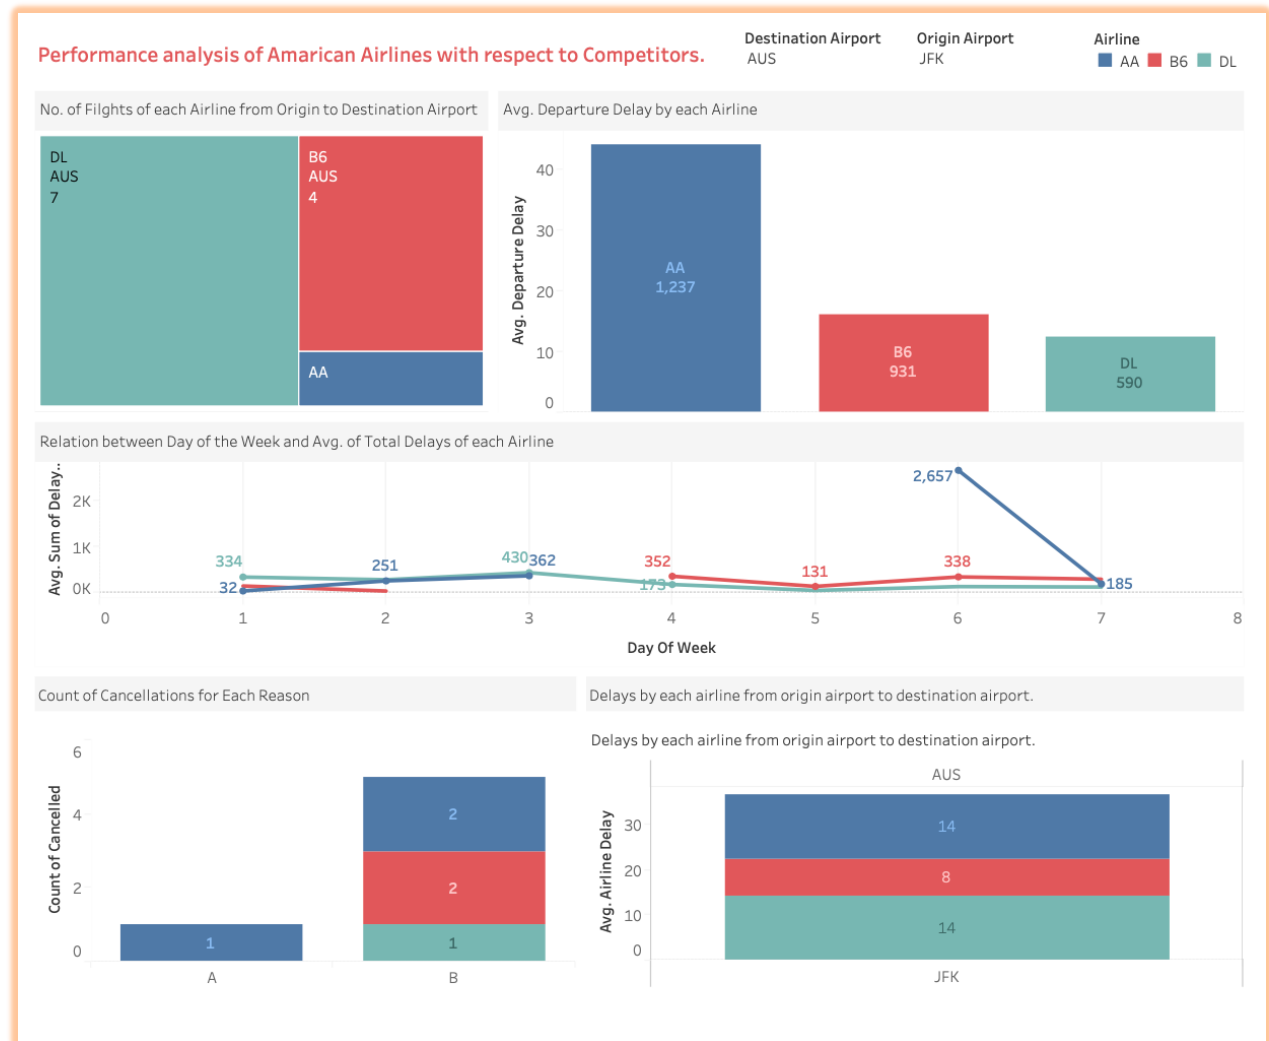 Performance analysis of Amarican Airlines with respect to Competitors.
Destination Airport
AUS
Origin Airport
JFK
Airline
AA B6 DL
No. of Filghts of each Airline from Origin to Destination Airport
DL
AUS
7
B6
AUS
4
AA
Avg. Departure Delay by each Airline
Avg. Departure Delay
40
30
20
10
0
AA
1,237
B6
931
DL
590
Relation between Day of the Week and Avg. of Total Delays of each Airline
Avg. Sum of Delay..
2K
1K
0K
334
32
251
430
362
352
173
131
2,657
338
185
0 1 2 3 4 5 6 7 8
Day Of Week
Count of Cancellations for Each Reason
Count of Cancelled
6
4
2
0
1
2
2
1
A B
Delays by each airline from origin airport to destination airport.
Delays by each airline from origin airport to destination airport.
AUS
Avg. Airline Delay
30
20
10
0
14
8
14
JFK